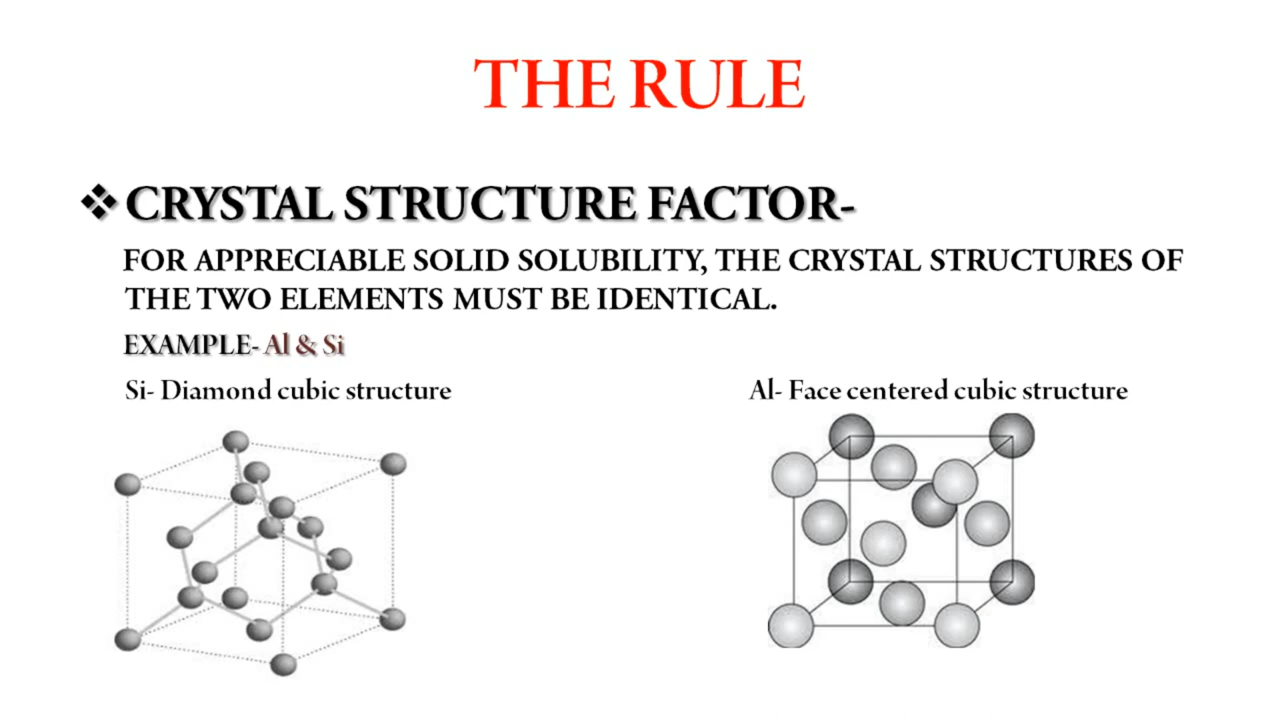 THE RULE
❖CRYSTAL STRUCTURE FACTOR-
FOR APPRECIABLE SOLID SOLUBILITY, THE CRYSTAL STRUCTURES OF
THE TWO ELEMENTS MUST BE IDENTICAL.
EXAMPLE- Al & Si
Si- Diamond cubic structure
Al- Face centered cubic structure